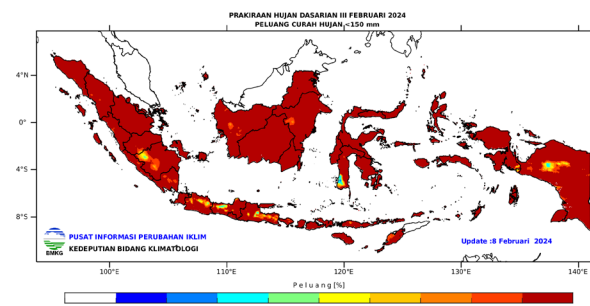 PRAKIRAAN HUJAN DASARIAN III FEBRUARI 2024
PELUANG CURAH HUJAN <150 mm
4°N
0°
4°S
8°S
PUSAT INFORMASI PERUBAHAN IKLIM
KEDEPUTIAN BIDANG KLIMATOLOGI
BMKG
Update :8 Februari 2024
100°E 110°E 120°E 130°E 140°E
Peluang [%]